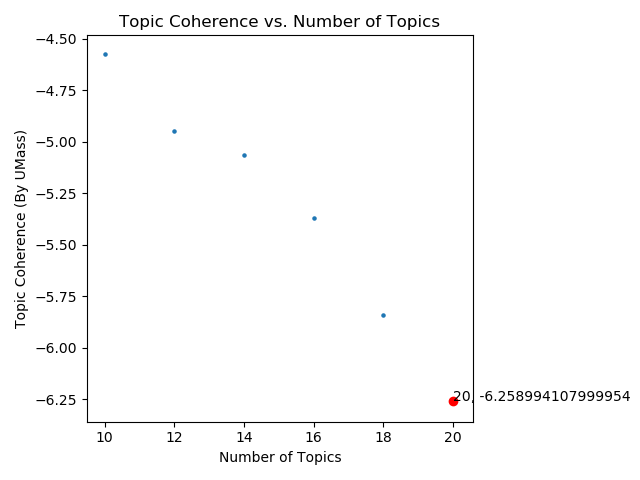 Topic Coherence vs. Number of Topics
−4.50
−4.75
−5.00
−5.25
−5.50
−5.75
−6.00
−6.25
Topic Coherence (By UMass)
20, -6.258994107999954
10 12 14 16 18 20
Number of Topics